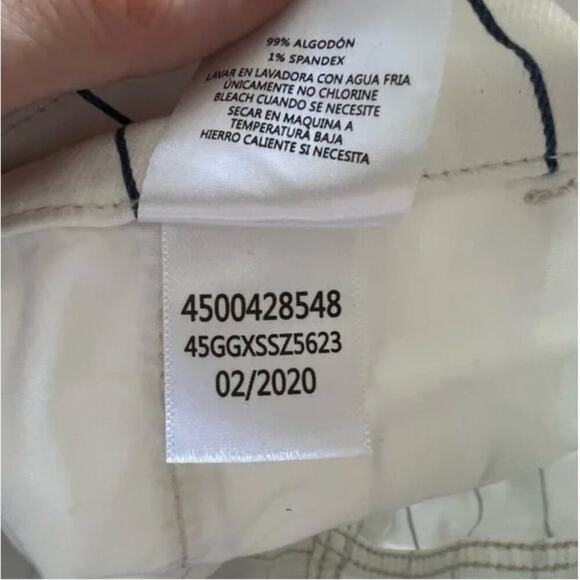 99% ALGODÓN
1% SPANDEX
LAVAR EN LAVADORA CON AGUA FRIA
ÚNICAMENTE NO CHLORINE
BLEACH CUANDO SE NECESITE
SECAR EN MAQUINA A
TEMPERATURA BAJA
HIERRO CALIENTE SI NECESITA
4500428548
45GGXSSZ5623
02/2020